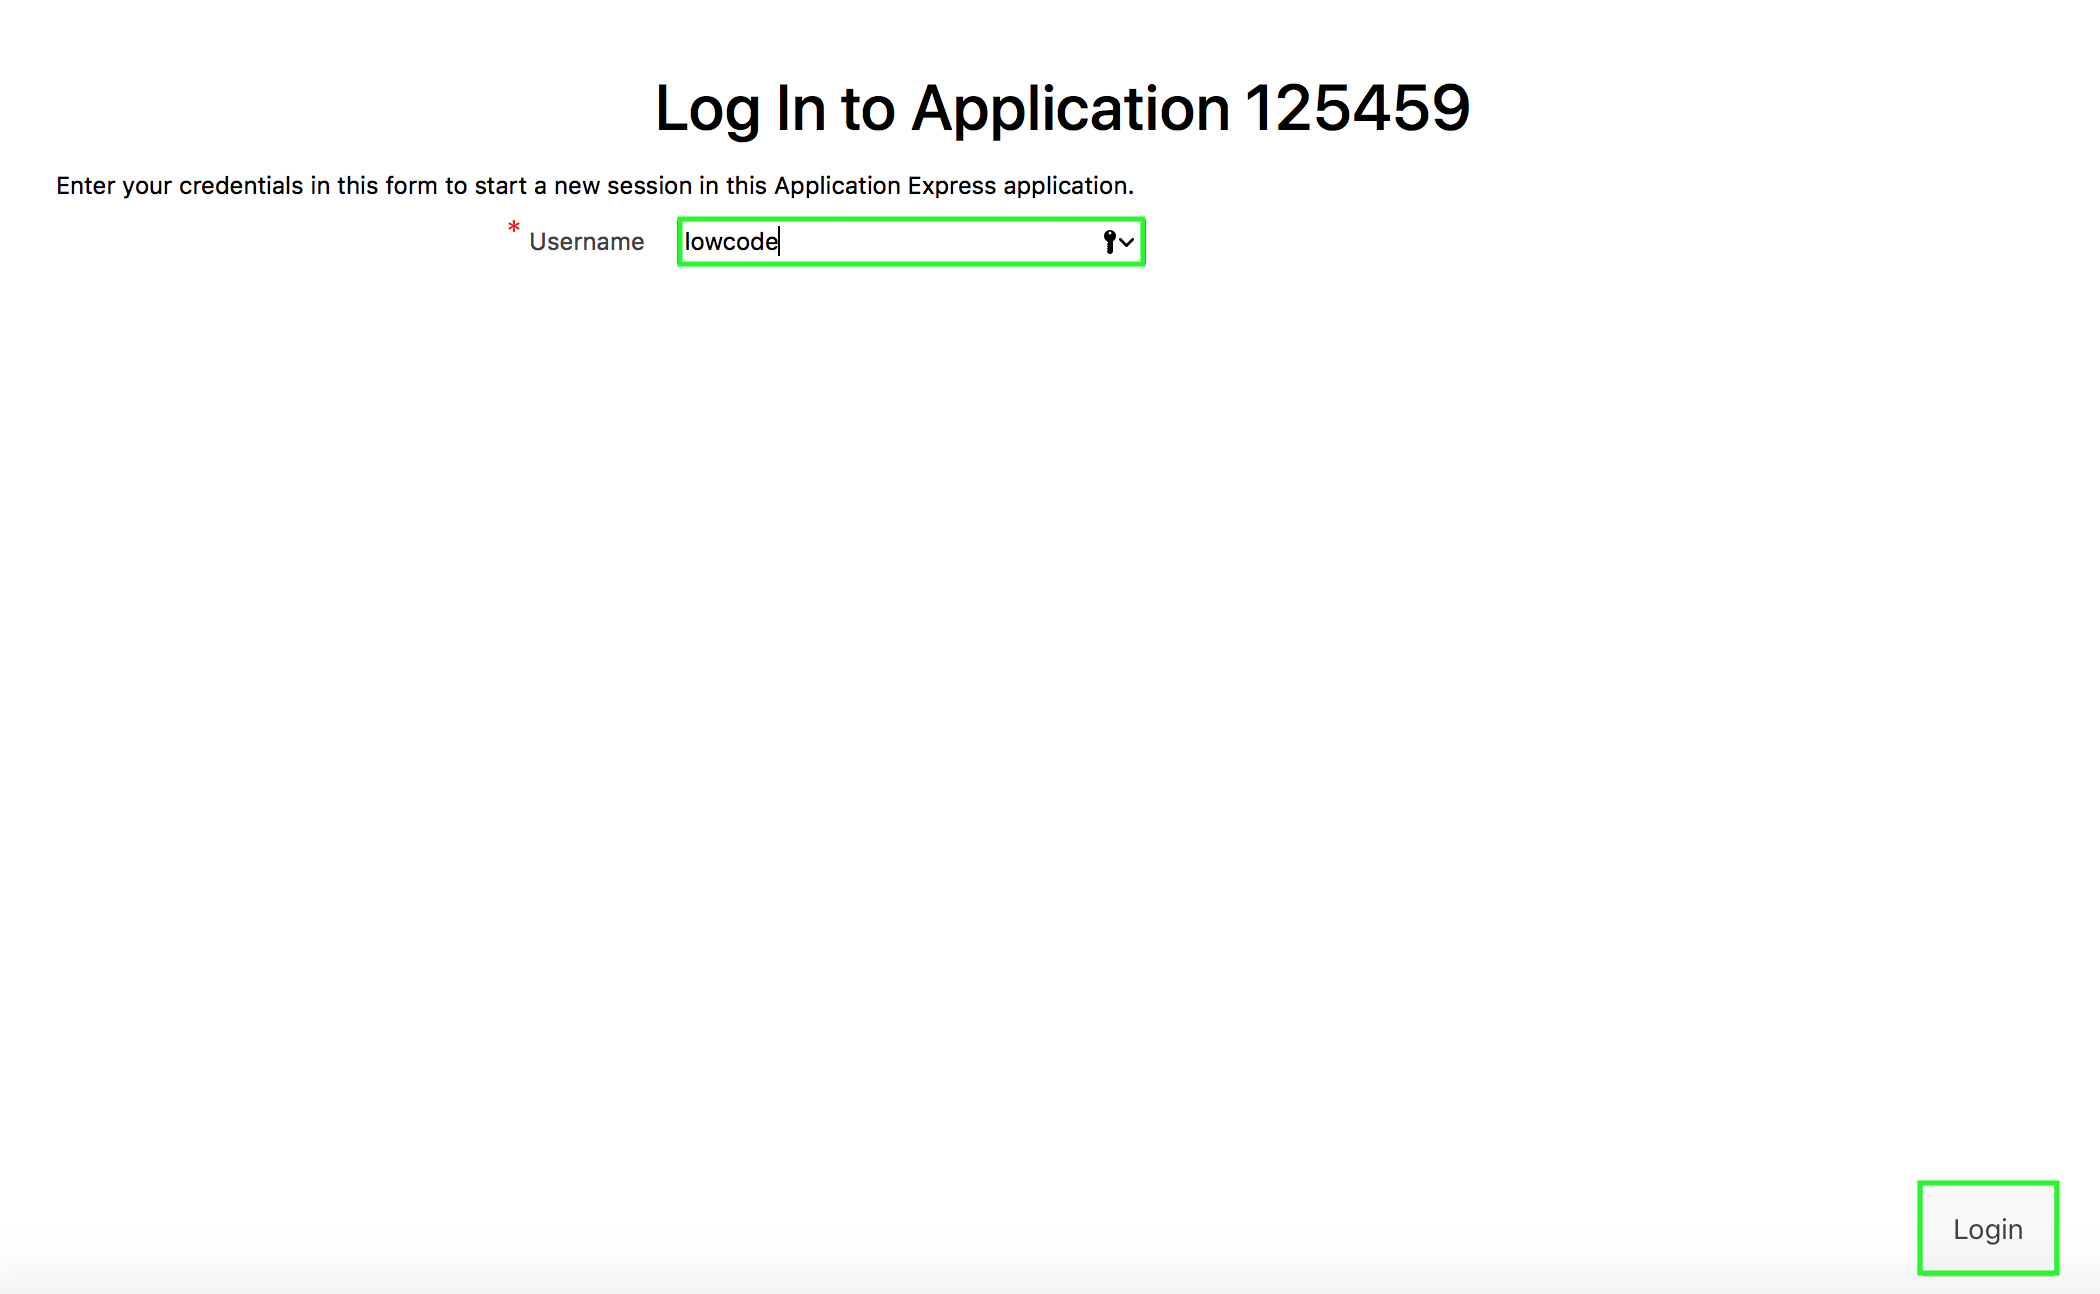 Log In to Application 125459
Enter your credentials in this form to start a new session in this Application Express application.
* Username lowcode
Login